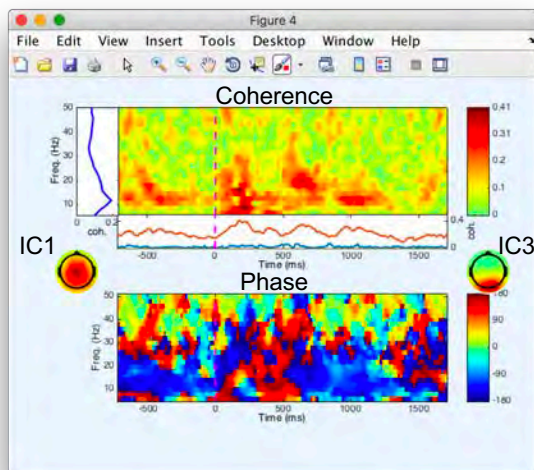 Figure 4
File Edit View Insert Tools Desktop Window Help
Coherence
50
40
30
20
10
Freq. (Hz)
0 0.2
coh.
0.41
0.31
0.2
0.1
0
0.4
0
coh.
-500 0 500 1000 1500
Time (ms)
IC1
IC3
Phase
50
40
30
20
10
Freq. (Hz)
180
90
0
-90
-180
-500 0 500 1000 1500
Time (ms)